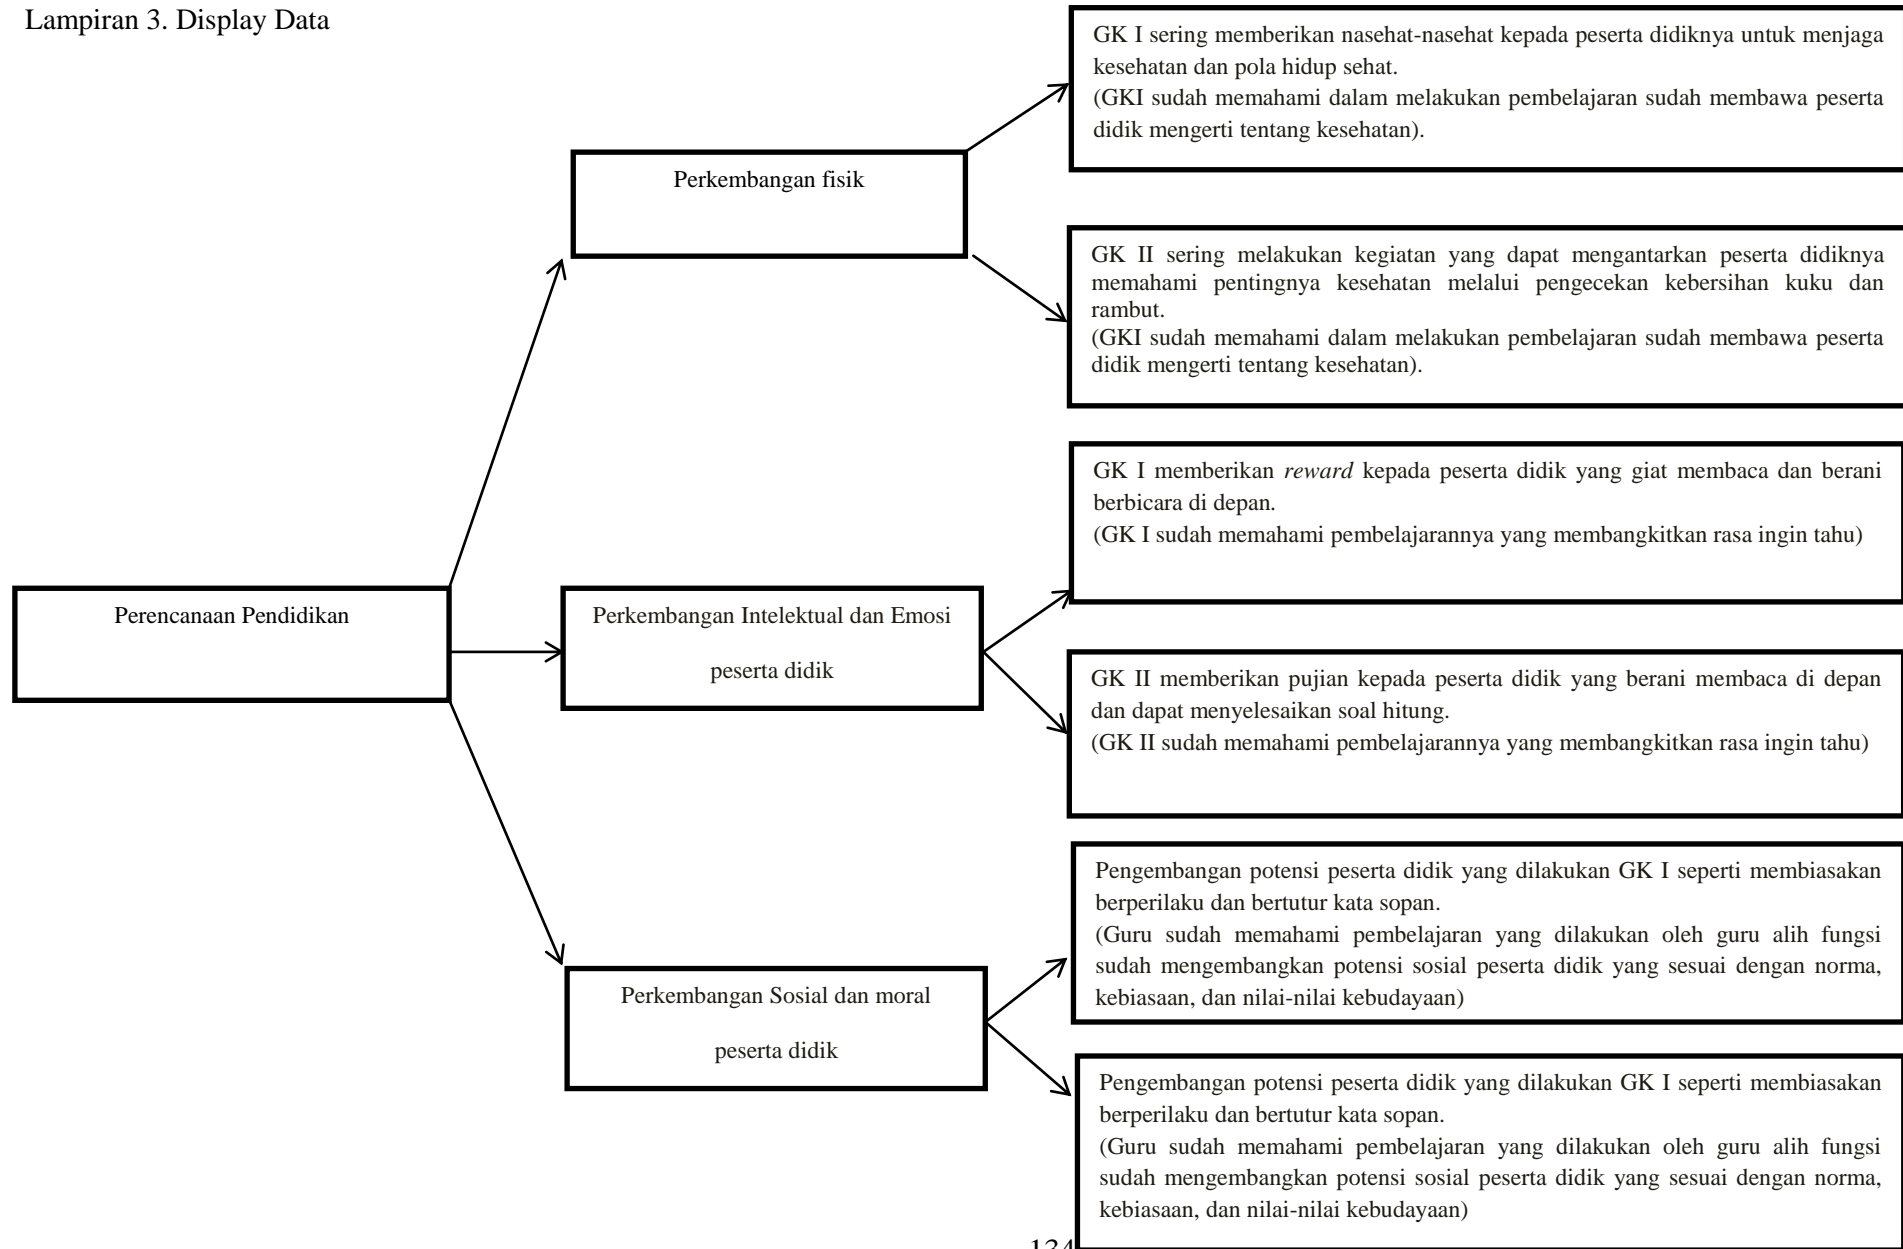 Lampiran 3. Display Data
GK I sering memberikan nasehat-nasehat kepada peserta didiknya untuk menjaga
kesehatan dan pola hidup sehat.
(GKI sudah memahami dalam melakukan pembelajaran sudah membawa peserta
didik mengerti tentang kesehatan).
Perkembangan fisik
GK II sering melakukan kegiatan yang dapat mengantarkan peserta didiknya
memahami pentingnya kesehatan melalui pengecekan kebersihan kuku dan
rambut.
(GKI sudah memahami dalam melakukan pembelajaran sudah membawa peserta
didik mengerti tentang kesehatan).
GK I memberikan reward kepada peserta didik yang giat membaca dan berani
berbicara di depan.
(GK I sudah memahami pembelajarannya yang membangkitkan rasa ingin tahu)
Perencanaan Pendidikan
Perkembangan Intelektual dan Emosi
peserta didik
GK II memberikan pujian kepada peserta didik yang berani membaca di depan
dan dapat menyelesaikan soal hitung.
(GK II sudah memahami pembelajarannya yang membangkitkan rasa ingin tahu)
Pengembangan potensi peserta didik yang dilakukan GK I seperti membiasakan
berperilaku dan bertutur kata sopan.
(Guru sudah memahami pembelajaran yang dilakukan oleh guru alih fungsi
sudah mengembangkan potensi sosial peserta didik yang sesuai dengan norma,
kebiasaan, dan nilai-nilai kebudayaan)
Perkembangan Sosial dan moral
peserta didik
Pengembangan potensi peserta didik yang dilakukan GK I seperti membiasakan
berperilaku dan bertutur kata sopan.
(Guru sudah memahami pembelajaran yang dilakukan oleh guru alih fungsi
sudah mengembangkan potensi sosial peserta didik yang sesuai dengan norma,
kebiasaan, dan nilai-nilai kebudayaan)
134